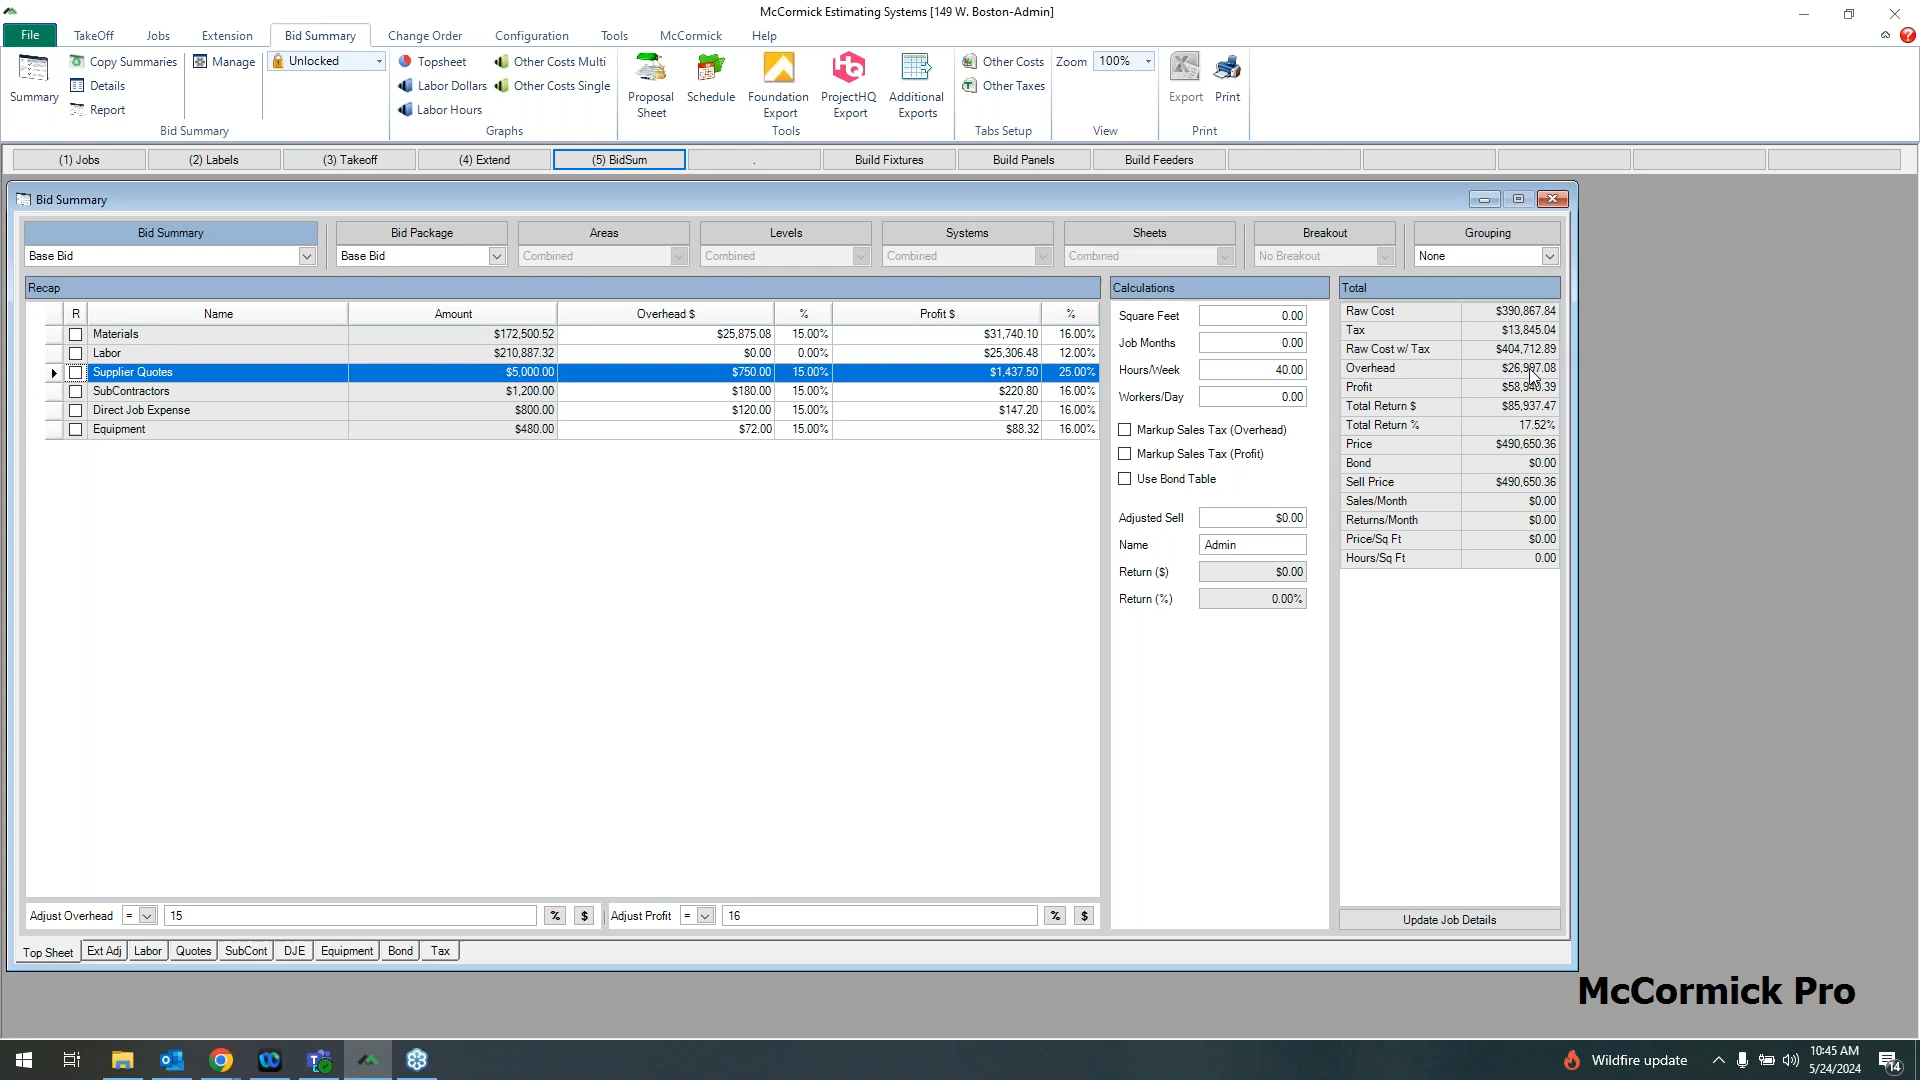 McCormick Estimating Systems [149 W. Boston-Admin]
File TakeOff Jobs Extension Bid Summary Change Order Configuration Tools McCormick Help
Summary
Copy Summaries
Details
Report
Manage
Unlocked
Bid Summary
Topsheet
Labor Dollars
Labor Hours
Other Costs Multi
Other Costs Single
Graphs
Proposal Sheet
Schedule
Foundation Export
ProjectHQ Export
Additional Exports
Tools
Other Costs
Other Taxes
Tabs Setup
Zoom 100%
View
Export
Print
Print
(1) Jobs (2) Labels (3) Takeoff (4) Extend (5) BidSum . Build Fixtures Build Panels Build Feeders
Bid Summary
Bid Summary Bid Package Areas Levels Systems Sheets Breakout Grouping
Base Bid Base Bid Combined Combined Combined Combined No Breakout None
Recap
R Name Amount Overhead $ % Profit $ %
Materials $172,500.52 $25,875.08 15.00% $31,740.10 16.00%
Labor $210,887.32 $0.00 0.00% $25,306.48 12.00%
Supplier Quotes $5,000.00 $750.00 15.00% $1,437.50 25.00%
SubContractors $1,200.00 $180.00 15.00% $220.80 16.00%
Direct Job Expense $800.00 $120.00 15.00% $147.20 16.00%
Equipment $480.00 $72.00 15.00% $88.32 16.00%
Calculations
Square Feet 0.00
Job Months 0.00
Hours/Week 40.00
Workers/Day 0.00
Markup Sales Tax (Overhead)
Markup Sales Tax (Profit)
Use Bond Table
Adjusted Sell $0.00
Name Admin
Return ($) $0.00
Return (%) 0.00%
Total
Raw Cost $390,867.84
Tax $13,845.04
Raw Cost w/ Tax $404,712.89
Overhead $26,997.08
Profit $58,940.39
Total Return $ $85,937.47
Total Return % 17.52%
Price $490,650.36
Bond $0.00
Sell Price $490,650.36
Sales/Month $0.00
Returns/Month $0.00
Price/Sq Ft $0.00
Hours/Sq Ft 0.00
Update Job Details
Adjust Overhead = 15 % $ Adjust Profit = 16 % $
Top Sheet Ext Adj Labor Quotes SubCont DJE Equipment Bond Tax
McCormick Pro
Wildfire update
10:45 AM
5/24/2024
14